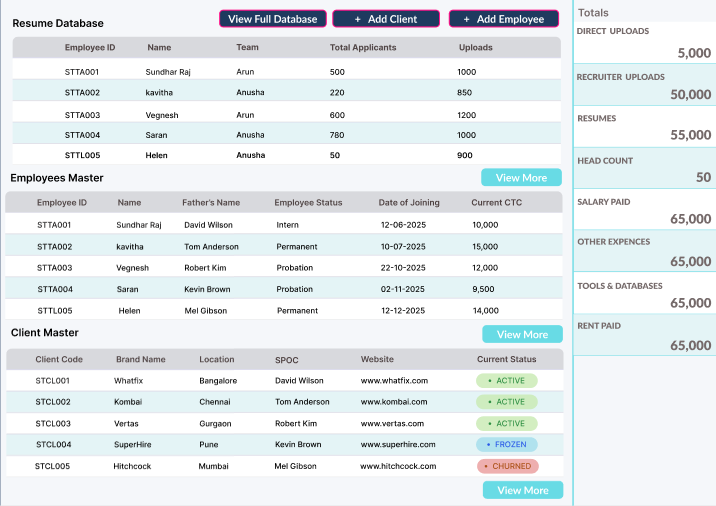 Resume Database
View Full Database
+ Add Client
+ Add Employee
Employee ID Name Team Total Applicants Uploads
STTA001 Sundhar Raj Arun 500 1000
STTA002 kavitha Anusha 220 850
STTA003 Vegnesh Arun 600 1200
STTA004 Saran Anusha 780 1000
STTL005 Helen Anusha 50 900
Employees Master
View More
Employee ID Name Father's Name Employee Status Date of Joining Current CTC
STTA001 Sundhar Raj David Wilson Intern 12-06-2025 10,000
STTA002 kavitha Tom Anderson Permanent 10-07-2025 15,000
STTA003 Vegnesh Robert Kim Probation 22-10-2025 12,000
STTA004 Saran Kevin Brown Probation 02-11-2025 9,500
STTL005 Helen Mel Gibson Permanent 12-12-2025 14,000
Client Master
View More
Client Code Brand Name Location SPOC Website Current Status
STCL001 Whatfix Bangalore David Wilson www.whatfix.com • ACTIVE
STCL002 Kombai Chennai Tom Anderson www.kombai.com • ACTIVE
STCL003 Vertas Gurgaon Robert Kim www.vertas.com • ACTIVE
STCL004 SuperHire Pune Kevin Brown www.superhire.com • FROZEN
STCL005 Hitchcock Mumbai Mel Gibson www.hitchcock.com • CHURNED
View More
Totals
DIRECT UPLOADS
5,000
RECRUITER UPLOADS
50,000
RESUMES
55,000
HEAD COUNT
50
SALARY PAID
65,000
OTHER EXPENCES
65,000
TOOLS & DATABASES
65,000
RENT PAID
65,000